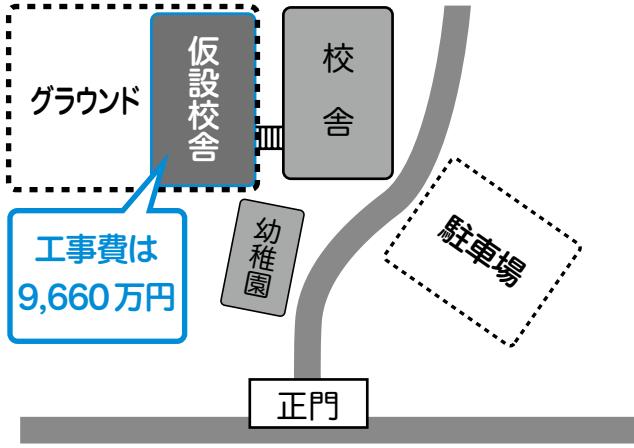 グラウンド
仮設校舎
校舎
工事費は
9,660万円
幼稚園
駐車場
正門